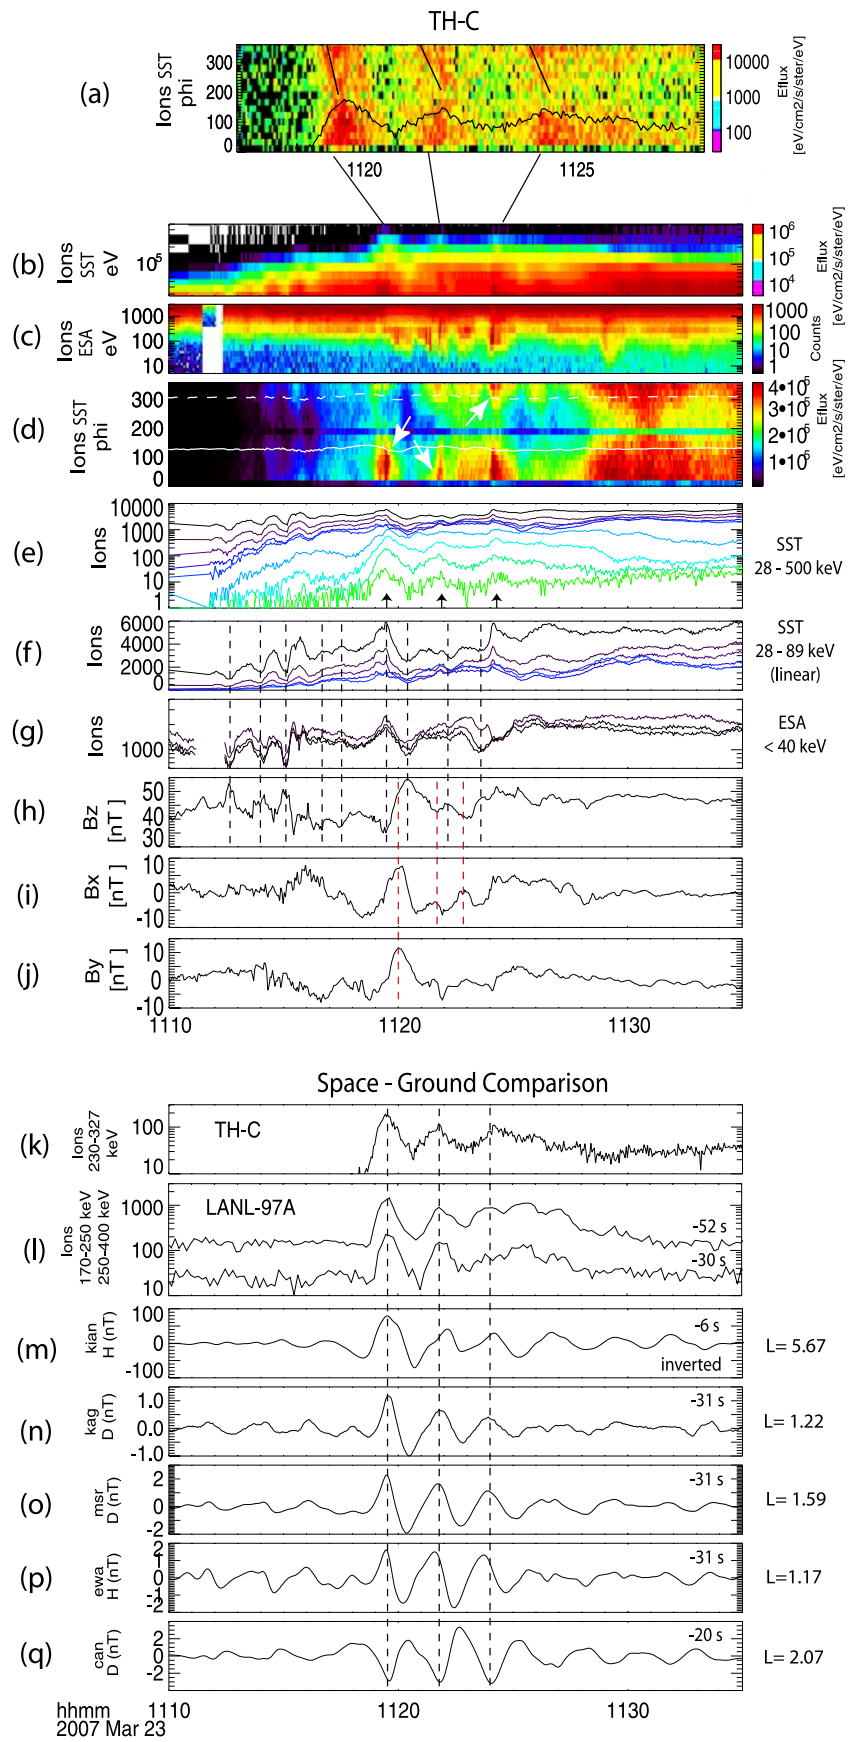 TH-C
(a)
Ions SST
phi
300
200
100
0
1120
1125
10000
1000
100
Eflux
[eV/cm2/s/ster/eV]
(b)
Ions
SST
eV
10⁵
10⁶
10⁵
10⁴
Eflux
[eV/cm2/s/ster/eV]
(c)
Ions
ESA
eV
1000
100
10
1000
100
10
1
Counts
(d)
Ions SST
phi
300
200
100
0
4•10⁵
3•10⁵
2•10⁵
1•10⁵
Eflux
[eV/cm2/s/ster/eV]
(e)
Ions
10000
1000
100
10
1
SST
28 - 500 keV
(f)
Ions
6000
4000
2000
0
SST
28 - 89 keV
(linear)
(g)
Ions
1000
ESA
< 40 keV
(h)
Bz
[nT]
50
40
30
(i)
Bx
[nT]
10
0
-10
(j)
By
[nT]
10
0
-10
1110
1120
1130
Space - Ground Comparison
(k)
Ions
230-327
keV
100
10
TH-C
(l)
Ions
170-250 keV
250-400 keV
1000
100
10
LANL-97A
-52 s
-30 s
(m)
kian
H (nT)
100
0
-100
-6 s
inverted
L= 5.67
(n)
kag
D (nT)
1.0
0.0
-1.0
-31 s
L= 1.22
(o)
msr
D (nT)
2
0
-2
-31 s
L= 1.59
(p)
ewa
H (nT)
2
1
0
-1
-2
-31 s
L=1.17
(q)
can
D (nT)
2
0
-2
-20 s
L= 2.07
hhmm
2007 Mar 23
1110
1120
1130